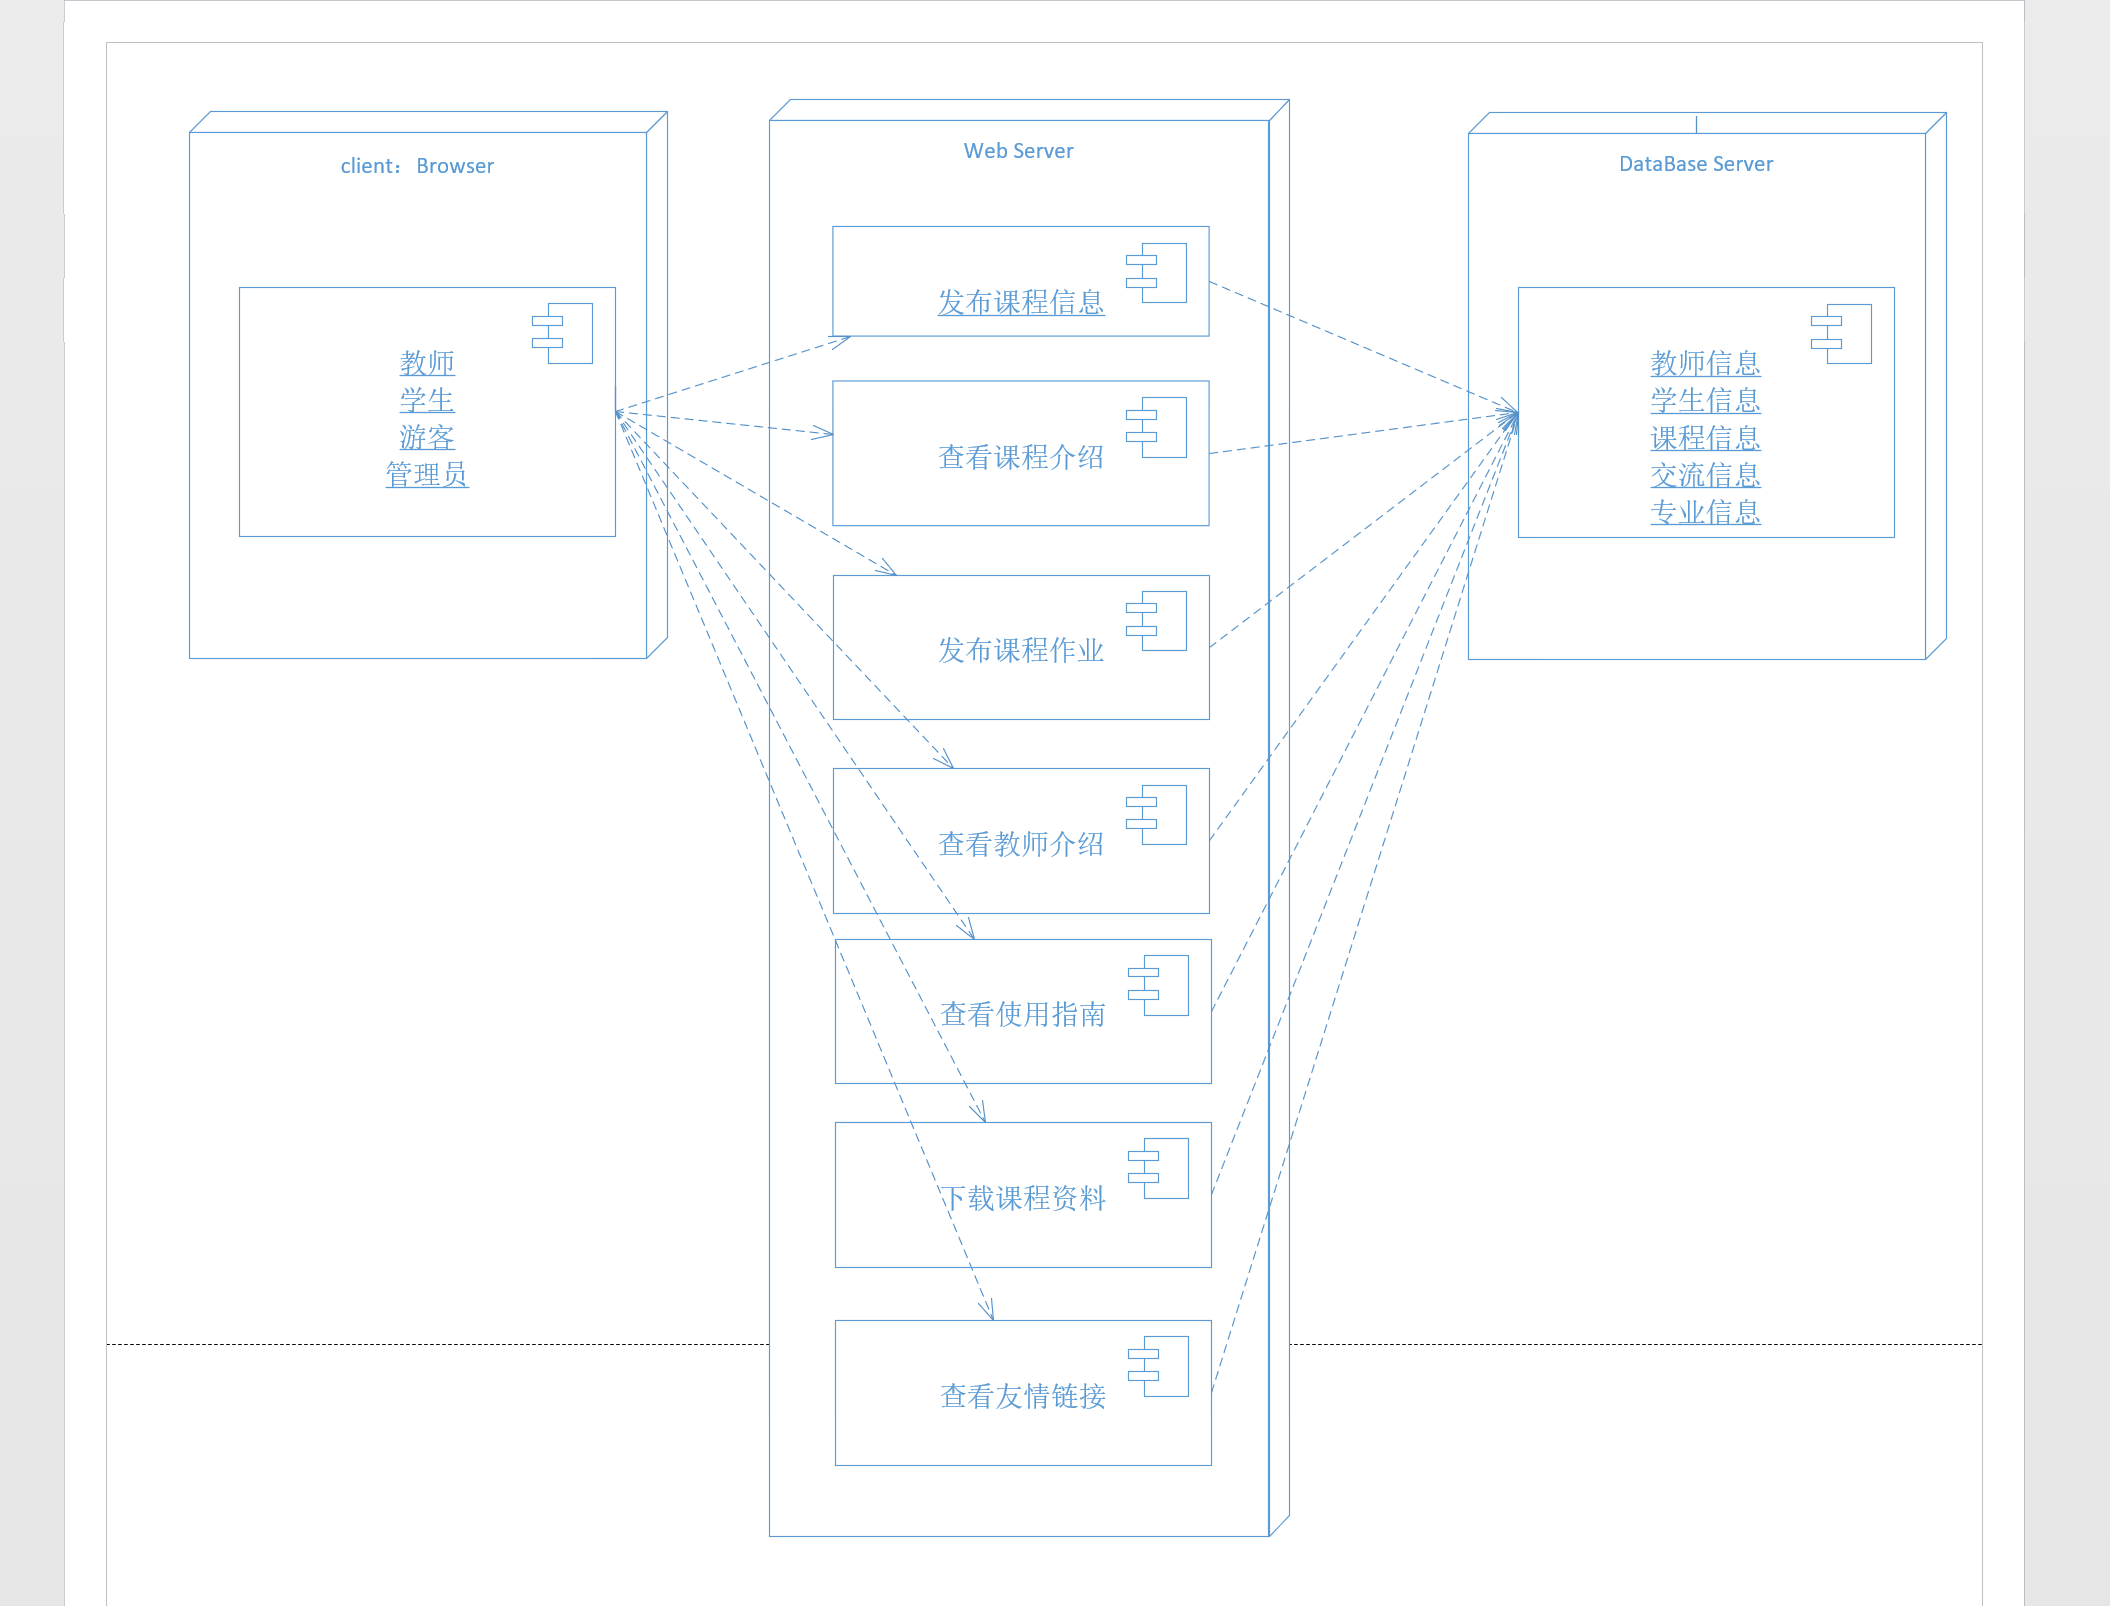 client：Browser
教师
学生
游客
管理员
Web Server
发布课程信息
查看课程介绍
发布课程作业
查看教师介绍
查看使用指南
下载课程资料
查看友情链接
DataBase Server
教师信息
学生信息
课程信息
交流信息
专业信息